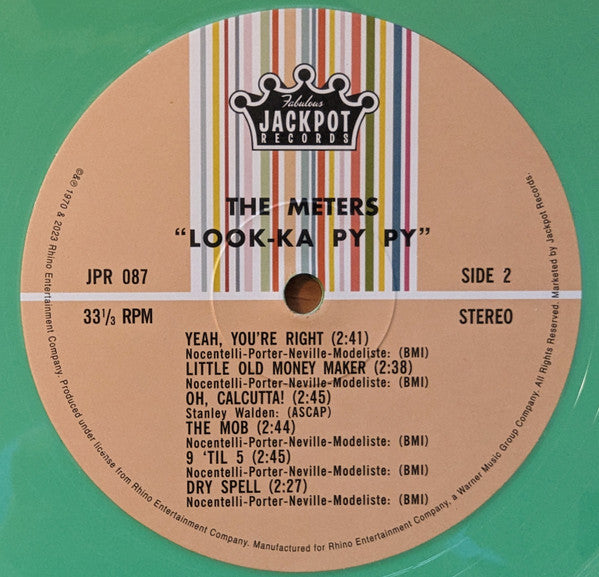 Fabulous
JACKPOT
RECORDS
THE METERS
"LOOK-KA PY PY"
JPR 087
SIDE 2
33 1/3 RPM
STEREO
YEAH, YOU'RE RIGHT (2:41)
Nocentelli-Porter-Neville-Modeliste: (BMI)
LITTLE OLD MONEY MAKER (2:38)
Nocentelli-Porter-Neville-Modeliste: (BMI)
OH, CALCUTTA! (2:45)
Stanley Walden: (ASCAP)
THE MOB (2:44)
Nocentelli-Porter-Neville-Modeliste: (BMI)
9 'TIL 5 (2:45)
Nocentelli-Porter-Neville-Modeliste: (BMI)
DRY SPELL (2:27)
Nocentelli-Porter-Neville-Modeliste: (BMI)
©&℗ 1970 & 2023 Rhino Entertainment Company. Produced under license from Rhino Entertainment Company. Manufactured for Rhino Entertainment Company, a Warner Music Group Company. All Rights Reserved. Marketed by Jackpot Records.